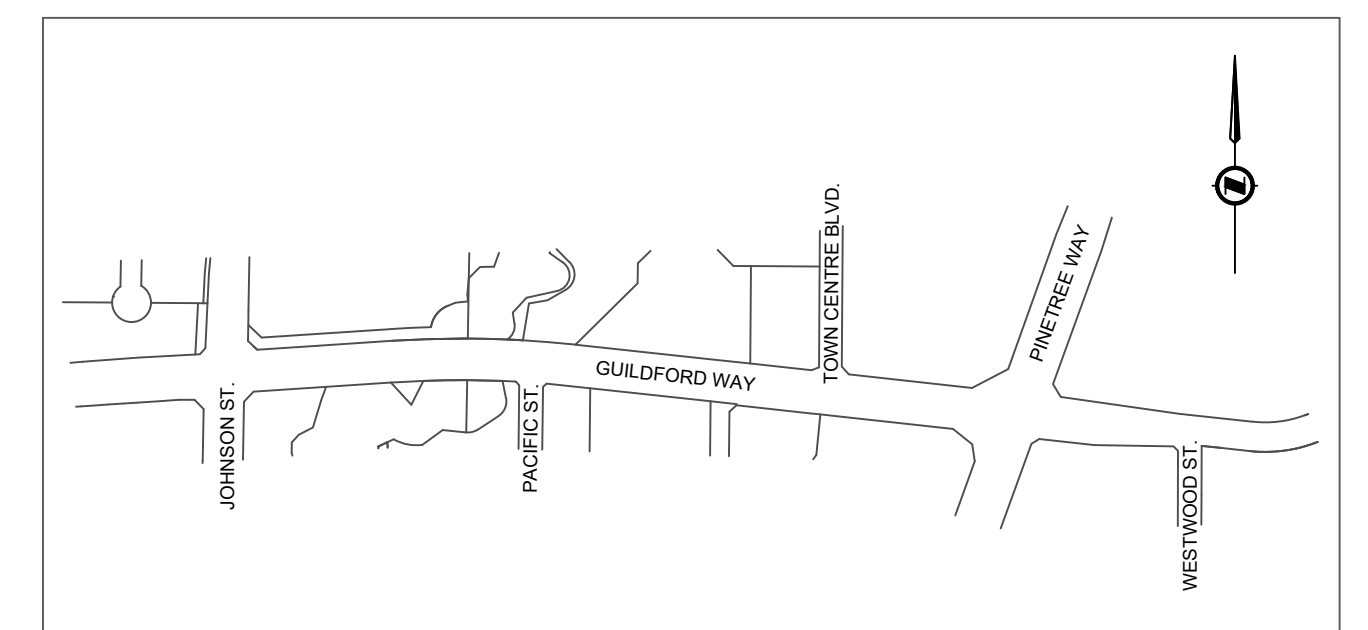 TOWN CENTRE BLVD.
PINETREE WAY
GUILDFORD WAY
JOHNSON ST.
PACIFIC ST.
WESTWOOD ST.